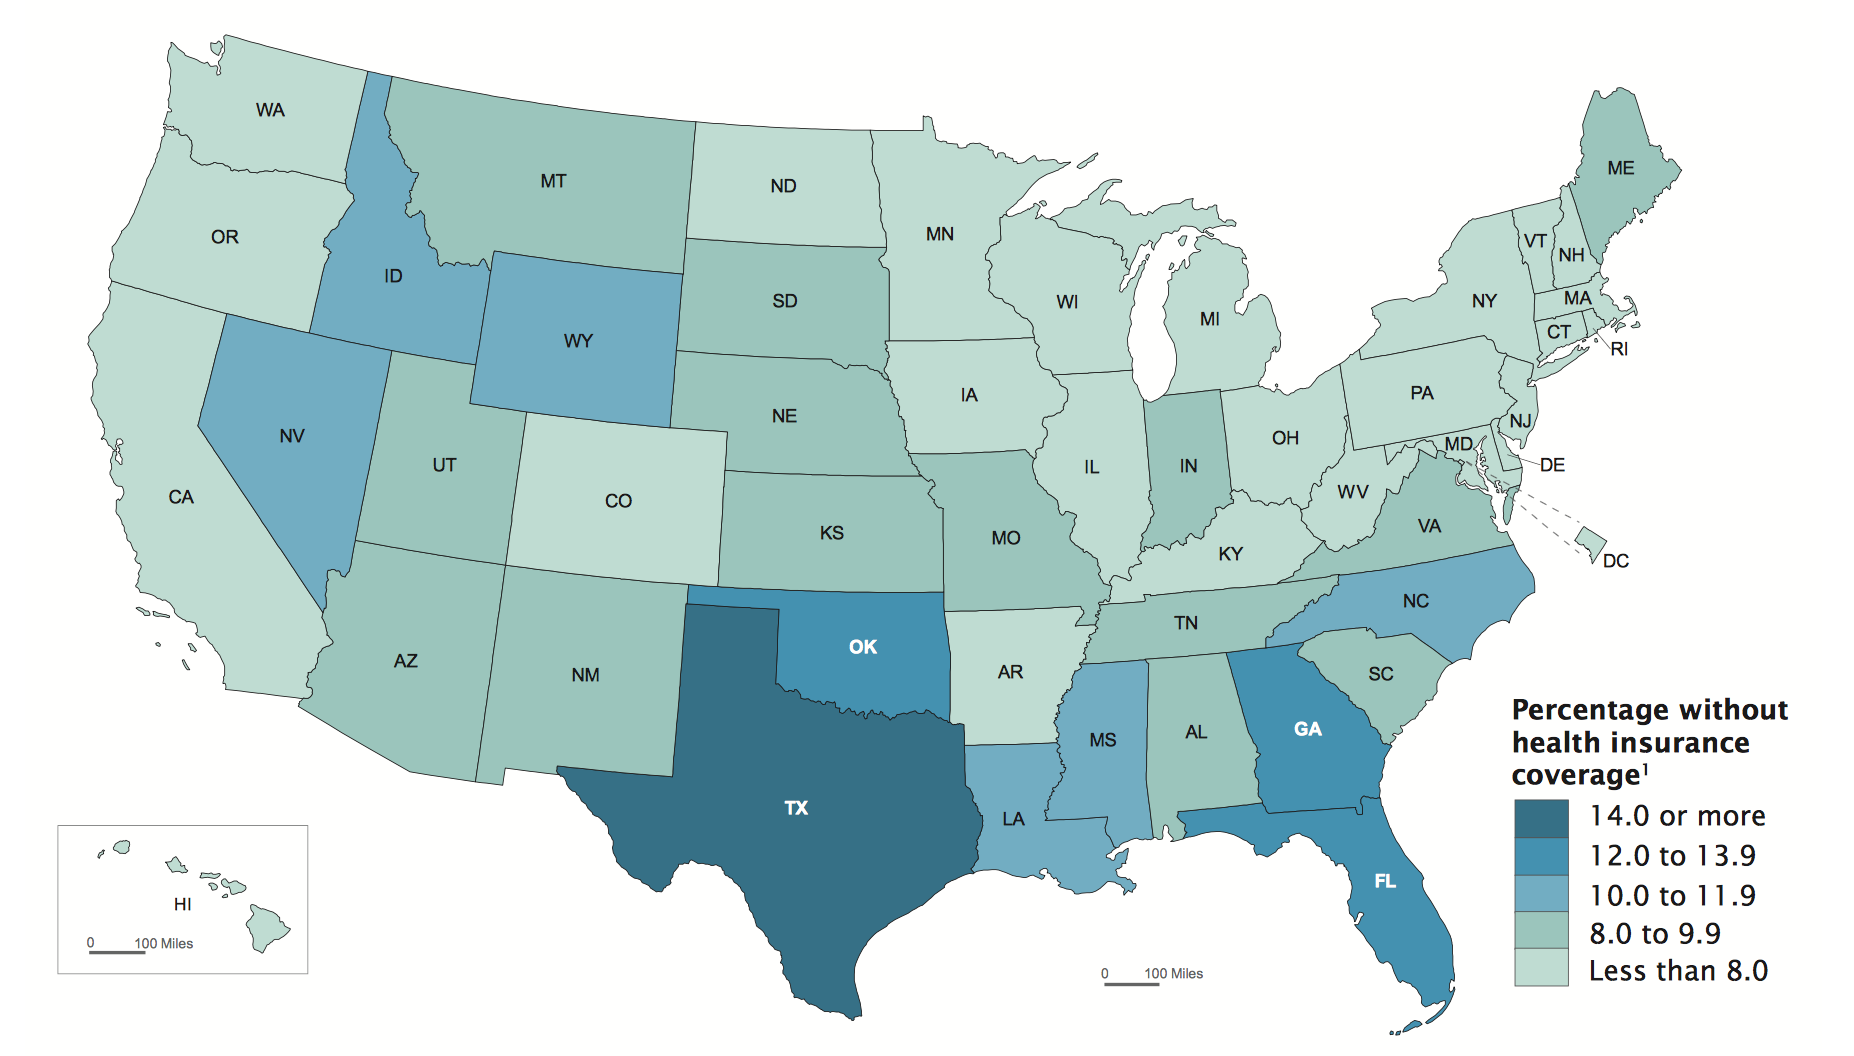 WA
MT
ND
MN
ME
OR
ID
SD
WI
MI
NY
VT
NH
MA
CT
RI
WY
NE
IA
PA
NJ
NV
UT
CO
IL
IN
OH
MD
DE
CA
KS
MO
WV
VA
KY
DC
AZ
NM
OK
AR
TN
NC
SC
TX
LA
MS
AL
GA
FL
HI
0 100 Miles
0 100 Miles
Percentage without
health insurance
coverage¹
14.0 or more
12.0 to 13.9
10.0 to 11.9
8.0 to 9.9
Less than 8.0